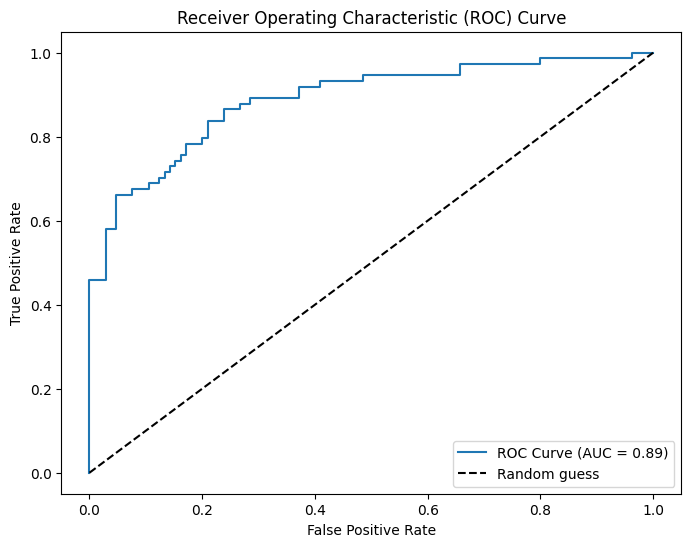 Receiver Operating Characteristic (ROC) Curve
True Positive Rate
1.0
0.8
0.6
0.4
0.2
0.0
ROC Curve (AUC = 0.89)
Random guess
0.0 0.2 0.4 0.6 0.8 1.0
False Positive Rate